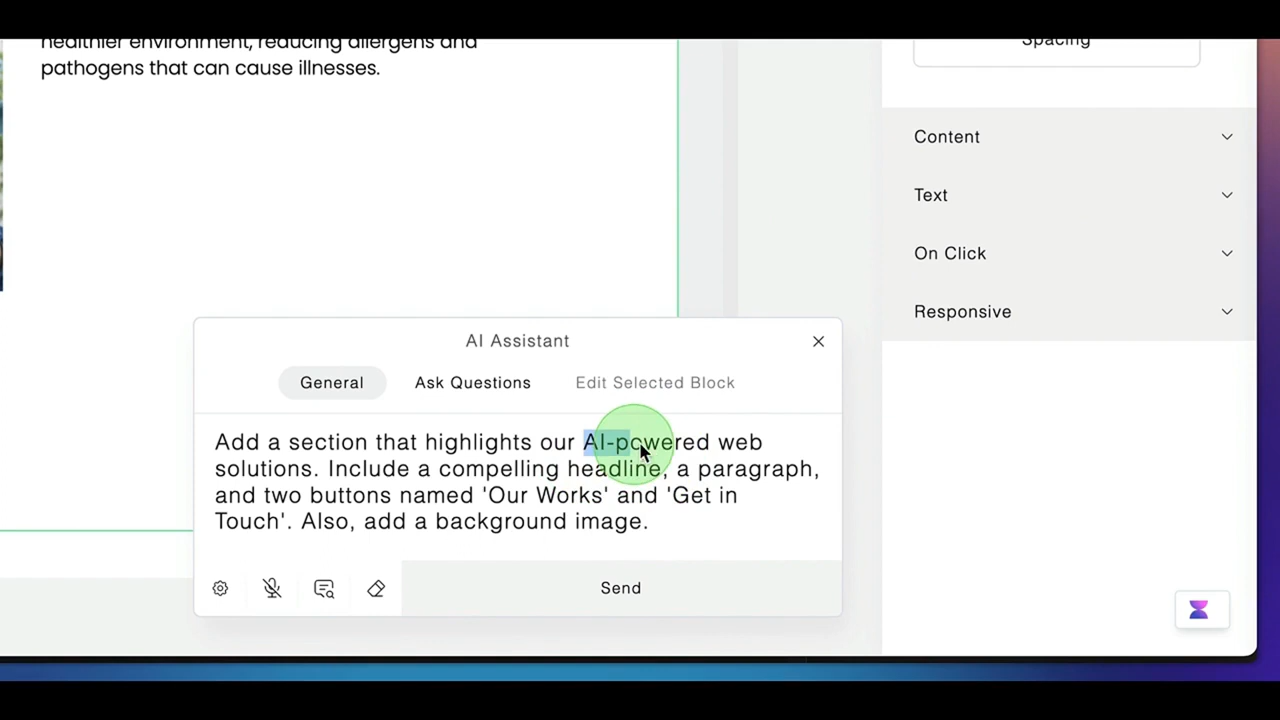 healthier environment, reducing allergens and
pathogens that can cause illnesses.
Spacing
Content
Text
On Click
Responsive
AI Assistant
General
Ask Questions
Edit Selected Block
Add a section that highlights our AI-powered web
solutions. Include a compelling headline, a paragraph,
and two buttons named 'Our Works' and 'Get in
Touch'. Also, add a background image.
Send